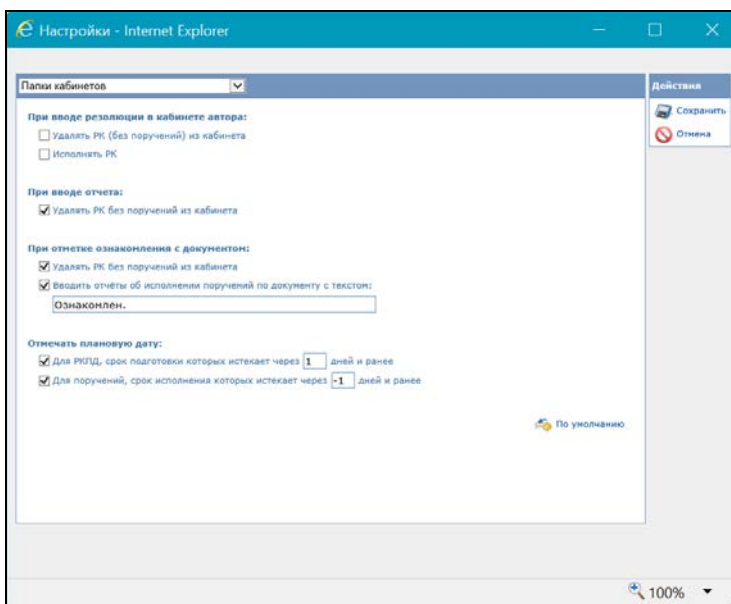 Настройки - Internet Explorer
Папки кабинетов
Действия
При вводе резолюции в кабинете автора:
Удалять РК (без поручений) из кабинета
Исполнять РК
Сохранить
Отмена
При вводе отчета:
Удалять РК без поручений из кабинета
При отметке ознакомления с документом:
Удалять РК без поручений из кабинета
Вводить отчёты об исполнении поручений по документу с текстом:
Ознакомлен.
Отмечать плановую дату:
Для РКПД, срок подготовки которых истекает через 1 дней и ранее
Для поручений, срок исполнения которых истекает через -1 дней и ранее
По умолчанию
100%